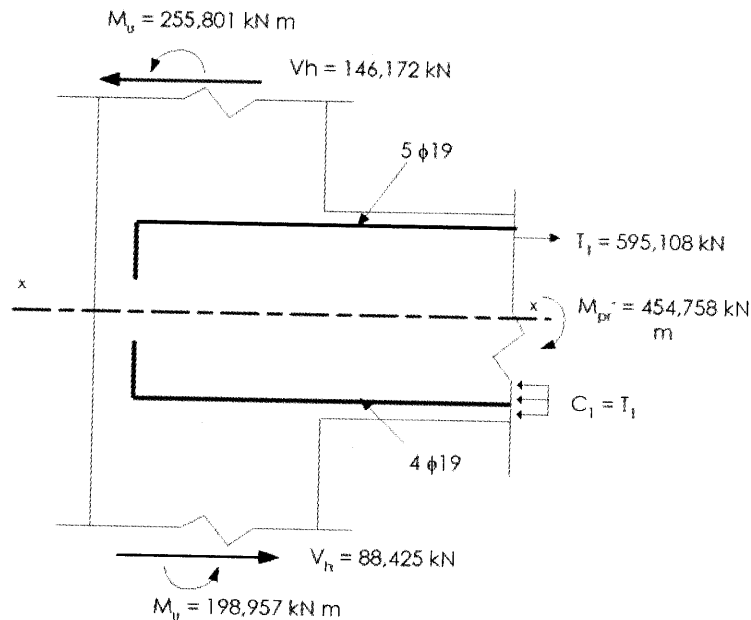 Mᵤ = 255,801 kN m
Vh = 146,172 kN
5 ϕ19
T₁ = 595,108 kN
x
x
Mpr⁻ = 454,758 kN
m
C₁ = T₁
4 ϕ19
Vₕ = 88,425 kN
Mᵤ = 198,957 kN m